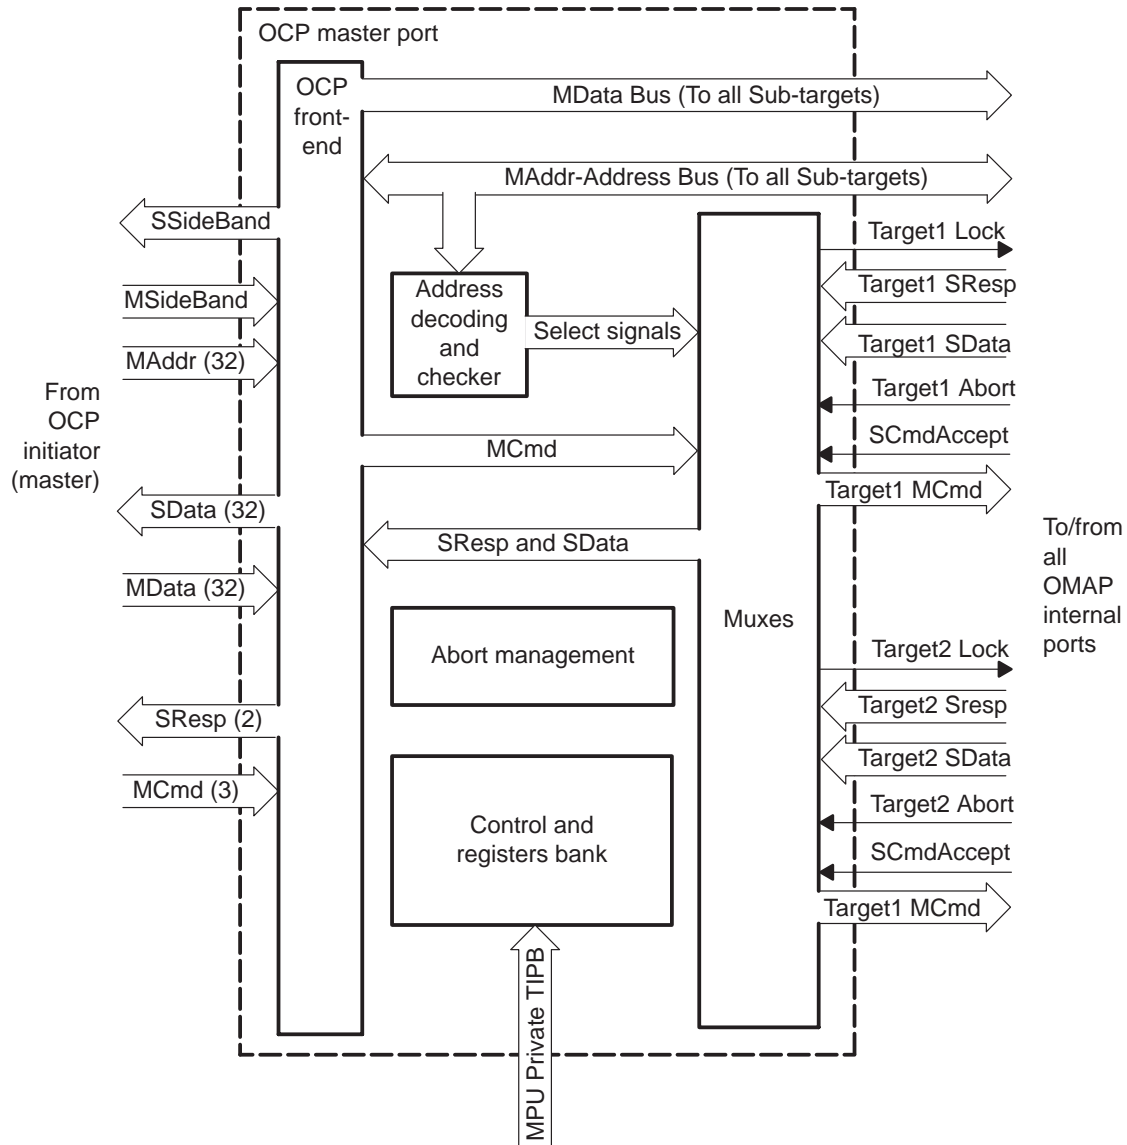 OCP master port
OCP
front-
end
MData Bus (To all Sub-targets)
MAddr-Address Bus (To all Sub-targets)
SSideBand
MSideBand
MAddr (32)
From
OCP
initiator
(master)
SData (32)
MData (32)
SResp (2)
MCmd (3)
Address
decoding
and
checker
Select signals
MCmd
SResp and SData
Abort management
Control and
registers bank
MPU Private TIPB
Muxes
Target1 Lock
Target1 SResp
Target1 SData
Target1 Abort
SCmdAccept
Target1 MCmd
To/from
all
OMAP
internal
ports
Target2 Lock
Target2 Sresp
Target2 SData
Target2 Abort
SCmdAccept
Target1 MCmd